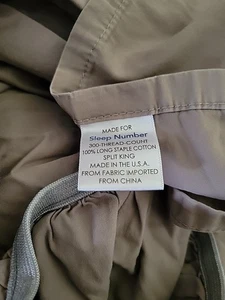 MADE FOR
Sleep Number
300-THREAD-COUNT
100% LONG STAPLE COTTON
SPLIT KING
MADE IN THE U.S.A.
FROM FABRIC IMPORTED
FROM CHINA